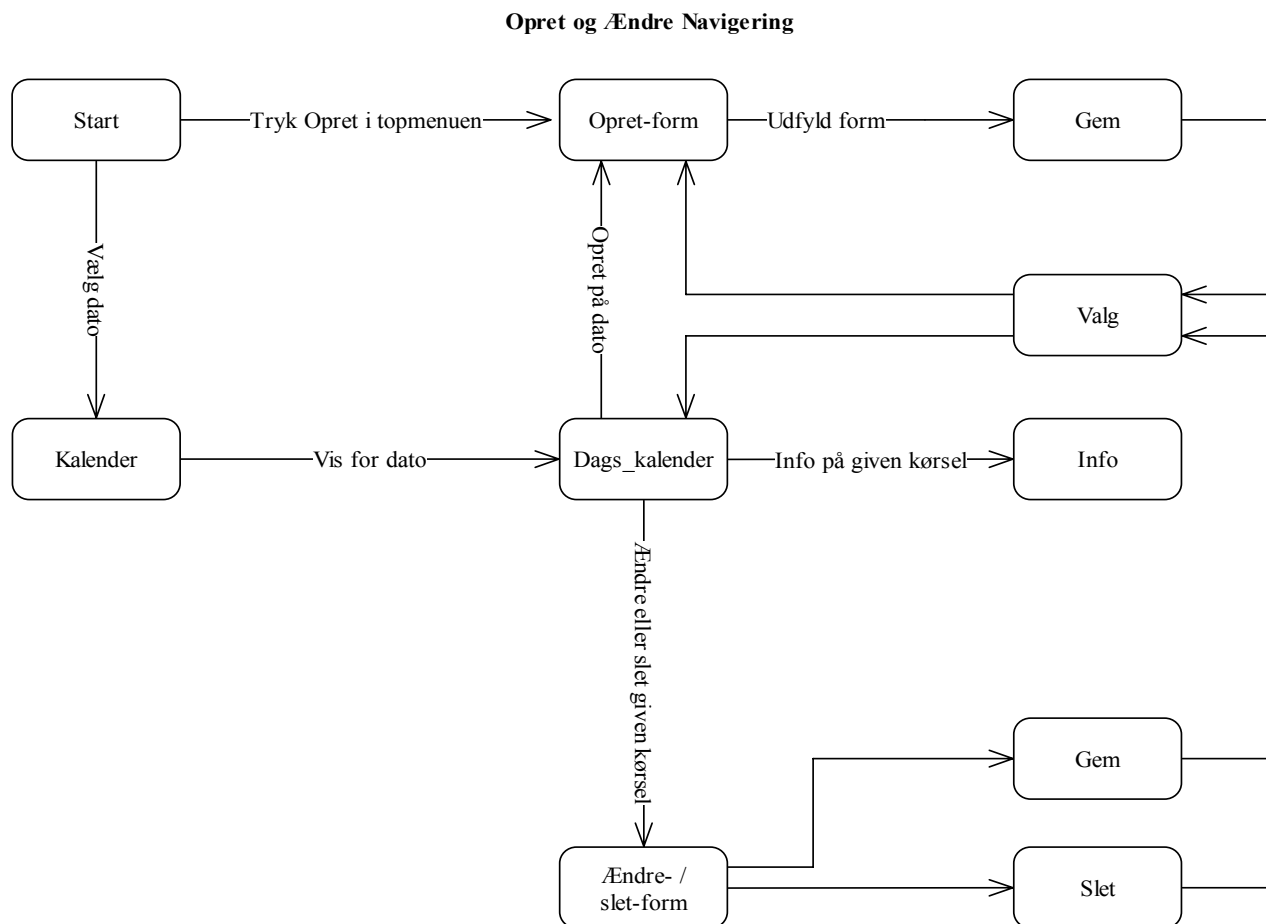 Opret og Ændre Navigering
Start
Tryk Opret i topmenuen
Opret-form
Udfyld form
Gem
Vælg dato
Opret på dato
Valg
Kalender
Vis for dato
Dags_kalender
Info på given kørsel
Info
Ændre eller slet given kørsel
Gem
Ændre- /
slet-form
Slet